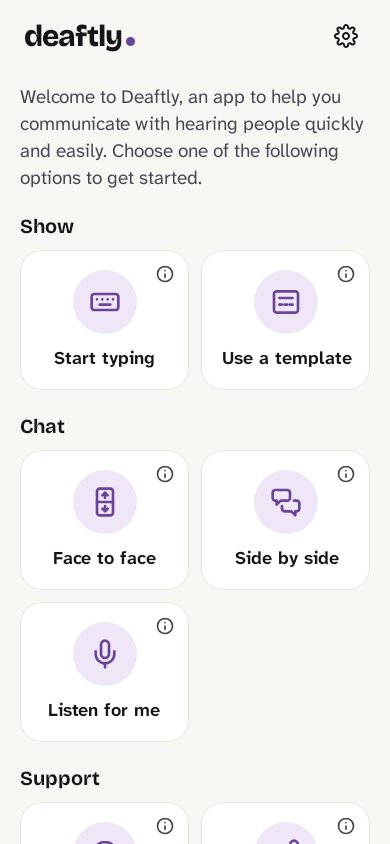 deaftly
Welcome to Deaftly, an app to help you
communicate with hearing people quickly
and easily. Choose one of the following
options to get started.
Show
Start typing
Use a template
Chat
Face to face
Side by side
Listen for me
Support